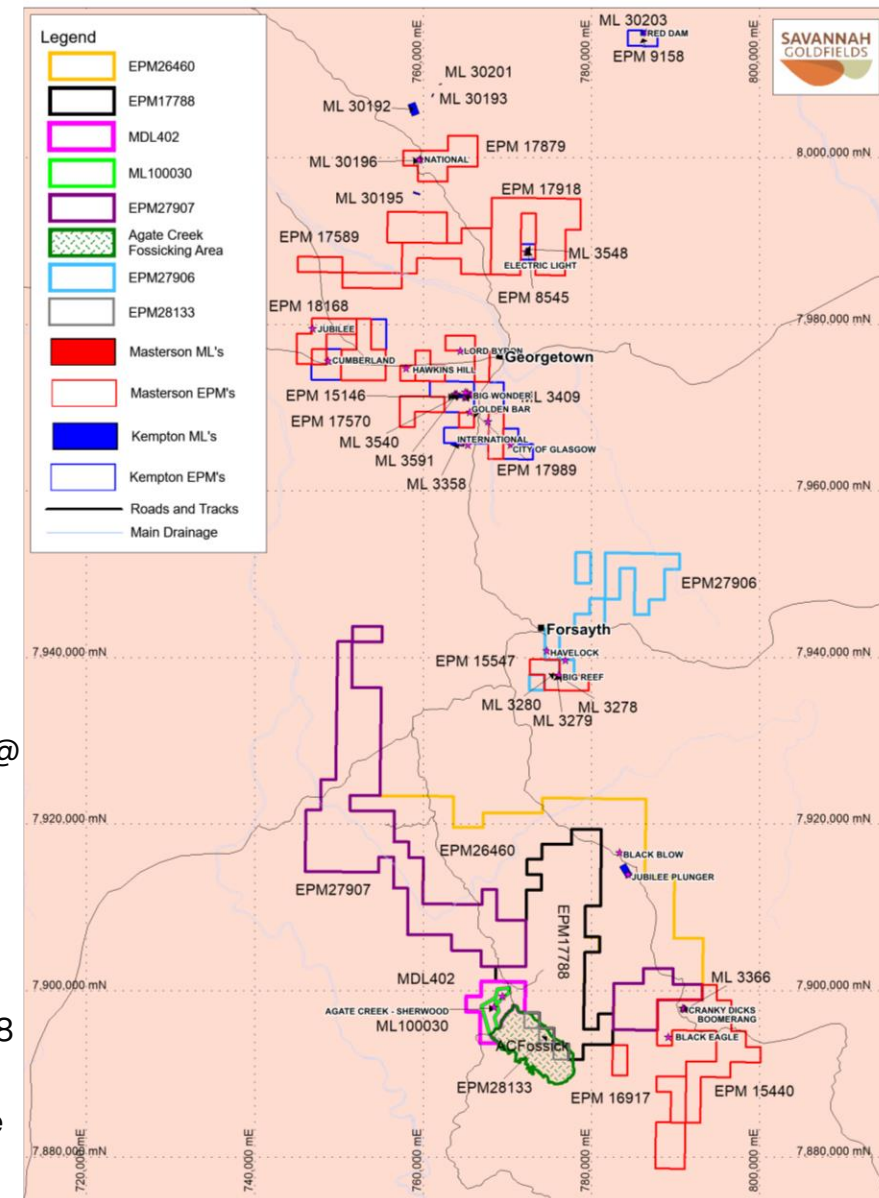 Legend
EPM26460
EPM17788
MDL402
ML100030
EPM27907
Agate Creek
Fossicking Area
EPM27906
EPM28133
Masterson ML's
Masterson EPM's
Kempton ML's
Kempton EPM's
Roads and Tracks
Main Drainage
SAVANNAH
GOLDFIELDS
760,000 mE
780,000 mE
ML 30203
RED DAM
EPM 9158
ML 30201
ML 30193
ML 30192
EPM 17879
8,000,000 mN
ML 30196
NATIONAL
EPM 17918
ML 30195
EPM 17589
ML 3548
ELECTRIC LIGHT
EPM 8545
EPM 18168
JUBILEE
7,980,000 mN
LORD BYRON
Georgetown
CUMBERLAND
HAWKINS HILL
EPM 15146
BIG WONDER
ML 3409
GOLDEN BAR
EPM 17570
ML 3540
INTERNATIONAL
CITY OF GLASGOW
ML 3591
EPM 17989
ML 3358
7,960,000 mN
EPM27906
Forsayth
HAVELOCK
7,940,000 mN
EPM 15547
7,940,000 mN
BIG REEF
ML 3280
ML 3278
ML 3279
@
7,920,000 mN
7,920,000 mN
EPM26460
BLACK BLOW
JUBILEE PLUNGER
EPM27907
EPM17788
7,900,000 mN
MDL402
ML 3366
7,900,000 mN
AGATE CREEK - SHERWOOD
CRANKY DICKS
BOOMERANG
ML100030
8
BLACK EAGLE
ACFossick
EPM28133
EPM 16917
EPM 15440
e
7,880,000 mN
7,880,000 mN
720,000 mE
740,000 mE
760,000 mE
780,000 mE
800,000 mE